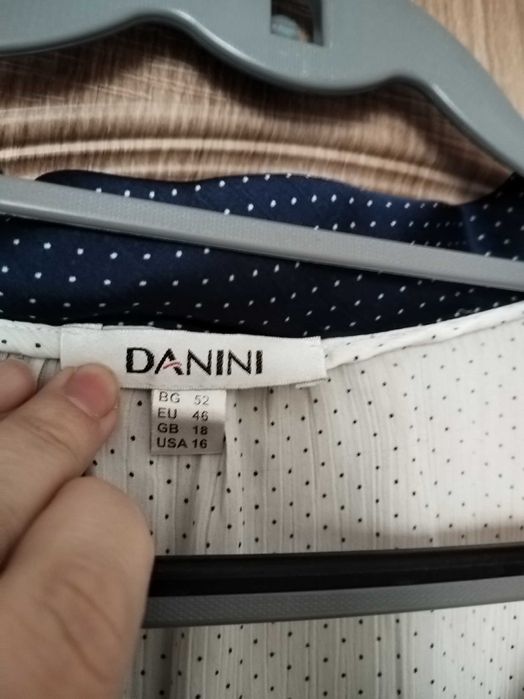 DANINI
BG 52
EU 46
GB 18
USA 16